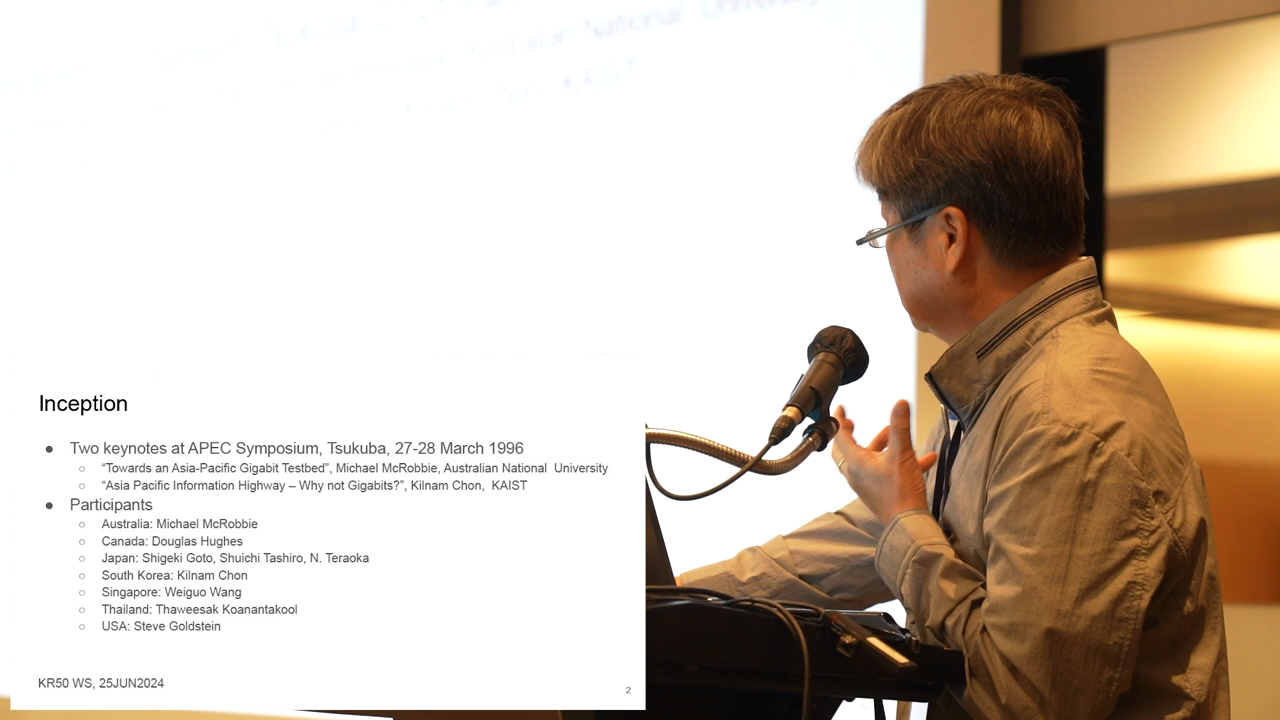 National University
KAIST
Inception
● Two keynotes at APEC Symposium, Tsukuba, 27-28 March 1996
○ “Towards an Asia-Pacific Gigabit Testbed”, Michael McRobbie, Australian National University
○ “Asia Pacific Information Highway – Why not Gigabits?”, Kilnam Chon, KAIST
● Participants
○ Australia: Michael McRobbie
○ Canada: Douglas Hughes
○ Japan: Shigeki Goto, Shuichi Tashiro, N. Teraoka
○ South Korea: Kilnam Chon
○ Singapore: Weiguo Wang
○ Thailand: Thaweesak Koanantakool
○ USA: Steve Goldstein
KR50 WS, 25JUN2024
2